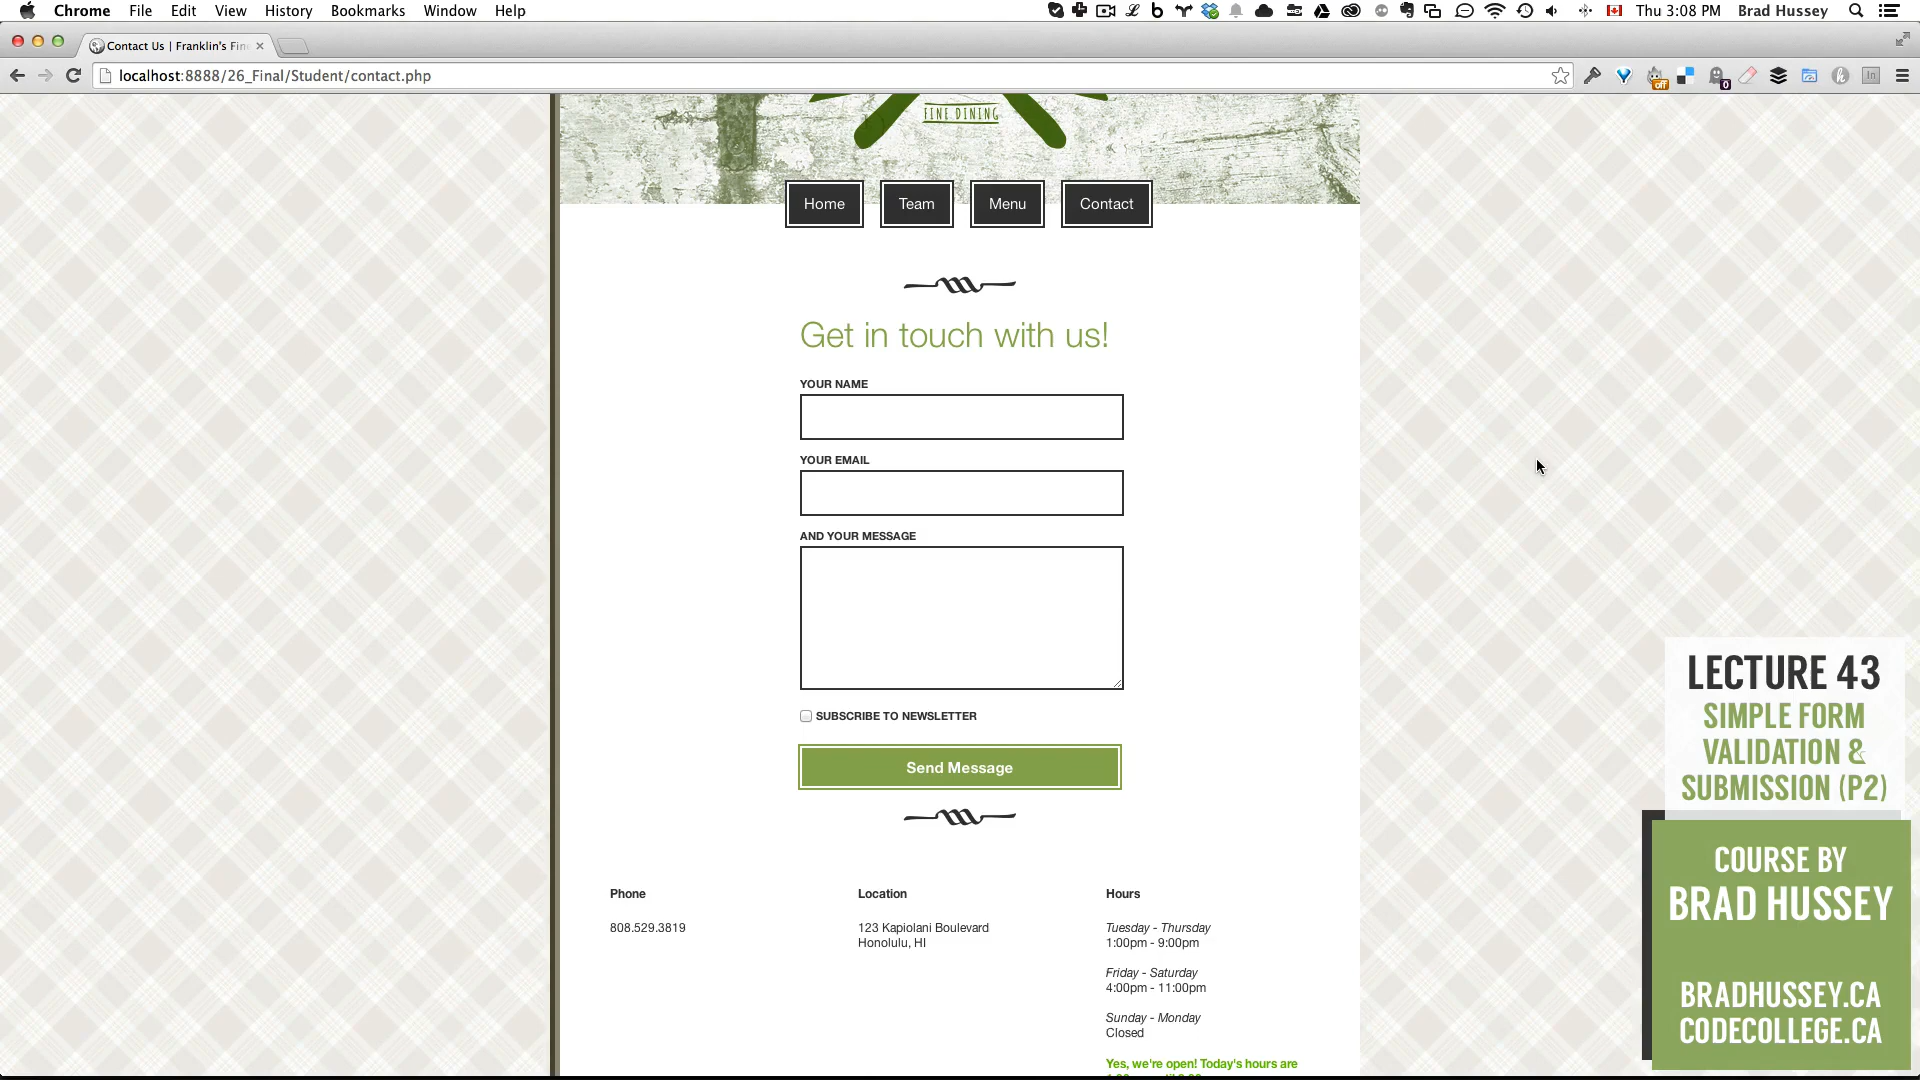 Chrome File Edit View History Bookmarks Window Help
Thu 3:08 PM Brad Hussey
Contact Us | Franklin's Fin
localhost:8888/26_Final/Student/contact.php
off
0
In
FINE DINING
Home Team Menu Contact
Get in touch with us!
YOUR NAME
YOUR EMAIL
AND YOUR MESSAGE
SUBSCRIBE TO NEWSLETTER
Send Message
Phone
808.529.3819
Location
123 Kapiolani Boulevard
Honolulu, HI
Hours
Tuesday - Thursday
1:00pm - 9:00pm
Friday - Saturday
4:00pm - 11:00pm
Sunday - Monday
Closed
Yes, we're open! Today's hours are
LECTURE 43
SIMPLE FORM
VALIDATION &
SUBMISSION (P2)
COURSE BY
BRAD HUSSEY
BRADHUSSEY.CA
CODECOLLEGE.CA